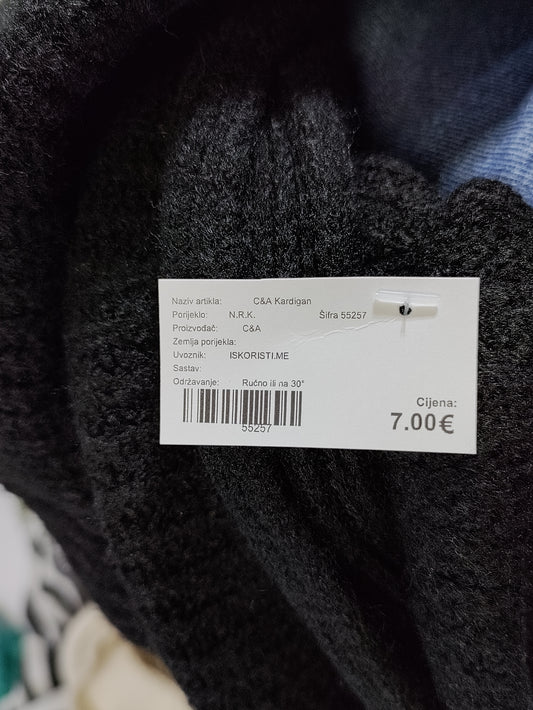 Naziv artikla: C&A Kardigan
Porijeklo: N.R.K. Šifra 55257
Proizvođač: C&A
Zemlja porijekla:
Uvoznik: ISKORISTI.ME
Sastav:
Održavanje: Ručno ili na 30°
55257
Cijena:
7.00€